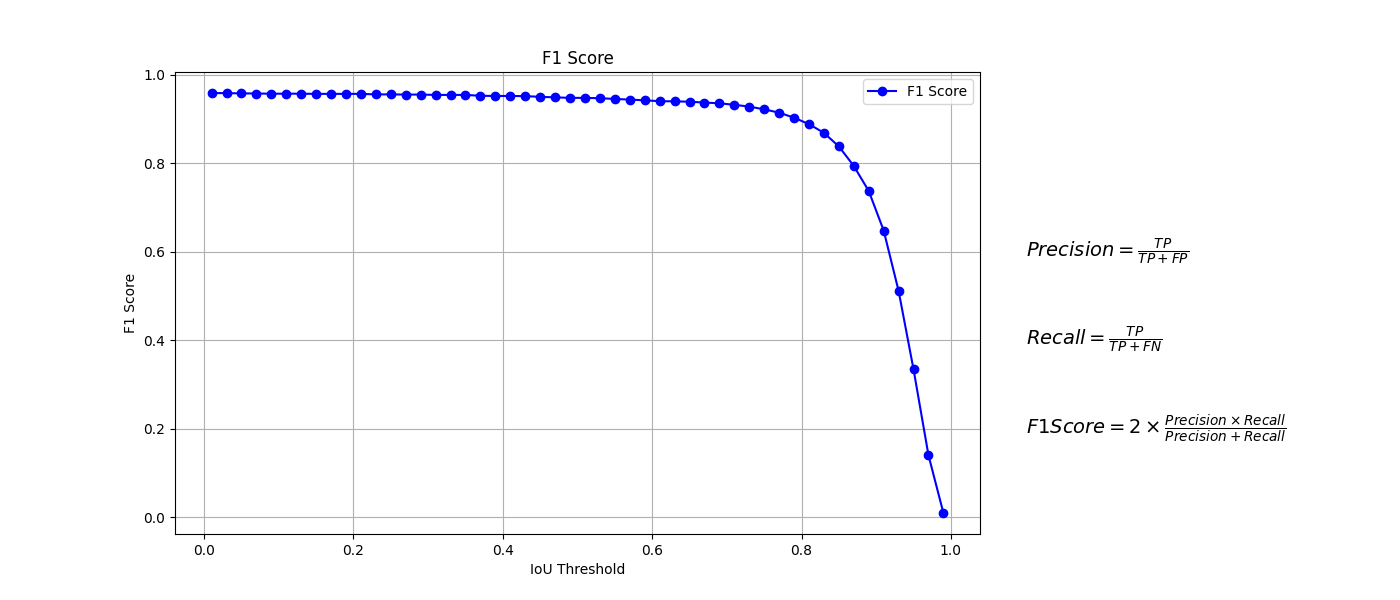 F1 Score
1.0
0.8
0.6
0.4
0.2
0.0
F1 Score
F1 Score
0.0 0.2 0.4 0.6 0.8 1.0
IoU Threshold
Precision = TP / TP + FP
Recall = TP / TP + FN
F1Score = 2 × Precision × Recall / Precision + Recall